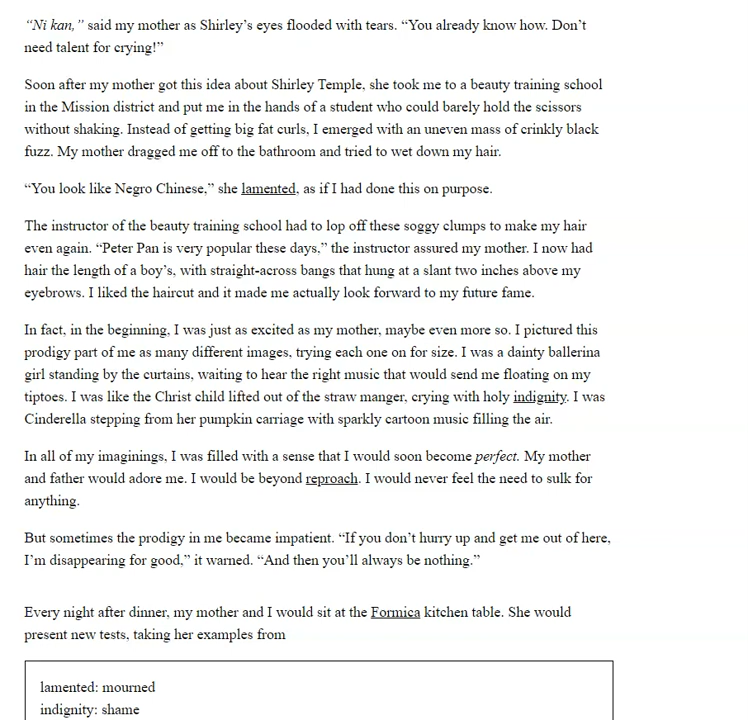 “Ni kan,” said my mother as Shirley’s eyes flooded with tears. “You already know how. Don’t
need talent for crying!”
Soon after my mother got this idea about Shirley Temple, she took me to a beauty training school
in the Mission district and put me in the hands of a student who could barely hold the scissors
without shaking. Instead of getting big fat curls, I emerged with an uneven mass of crinkly black
fuzz. My mother dragged me off to the bathroom and tried to wet down my hair.
“You look like Negro Chinese,” she lamented, as if I had done this on purpose.
The instructor of the beauty training school had to lop off these soggy clumps to make my hair
even again. “Peter Pan is very popular these days,” the instructor assured my mother. I now had
hair the length of a boy’s, with straight-across bangs that hung at a slant two inches above my
eyebrows. I liked the haircut and it made me actually look forward to my future fame.
In fact, in the beginning, I was just as excited as my mother, maybe even more so. I pictured this
prodigy part of me as many different images, trying each one on for size. I was a dainty ballerina
girl standing by the curtains, waiting to hear the right music that would send me floating on my
tiptoes. I was like the Christ child lifted out of the straw manger, crying with holy indignity. I was
Cinderella stepping from her pumpkin carriage with sparkly cartoon music filling the air.
In all of my imaginings, I was filled with a sense that I would soon become perfect. My mother
and father would adore me. I would be beyond reproach. I would never feel the need to sulk for
anything.
But sometimes the prodigy in me became impatient. “If you don’t hurry up and get me out of here,
I’m disappearing for good,” it warned. “And then you’ll always be nothing.”
Every night after dinner, my mother and I would sit at the Formica kitchen table. She would
present new tests, taking her examples from
lamented: mourned
indignity: shame